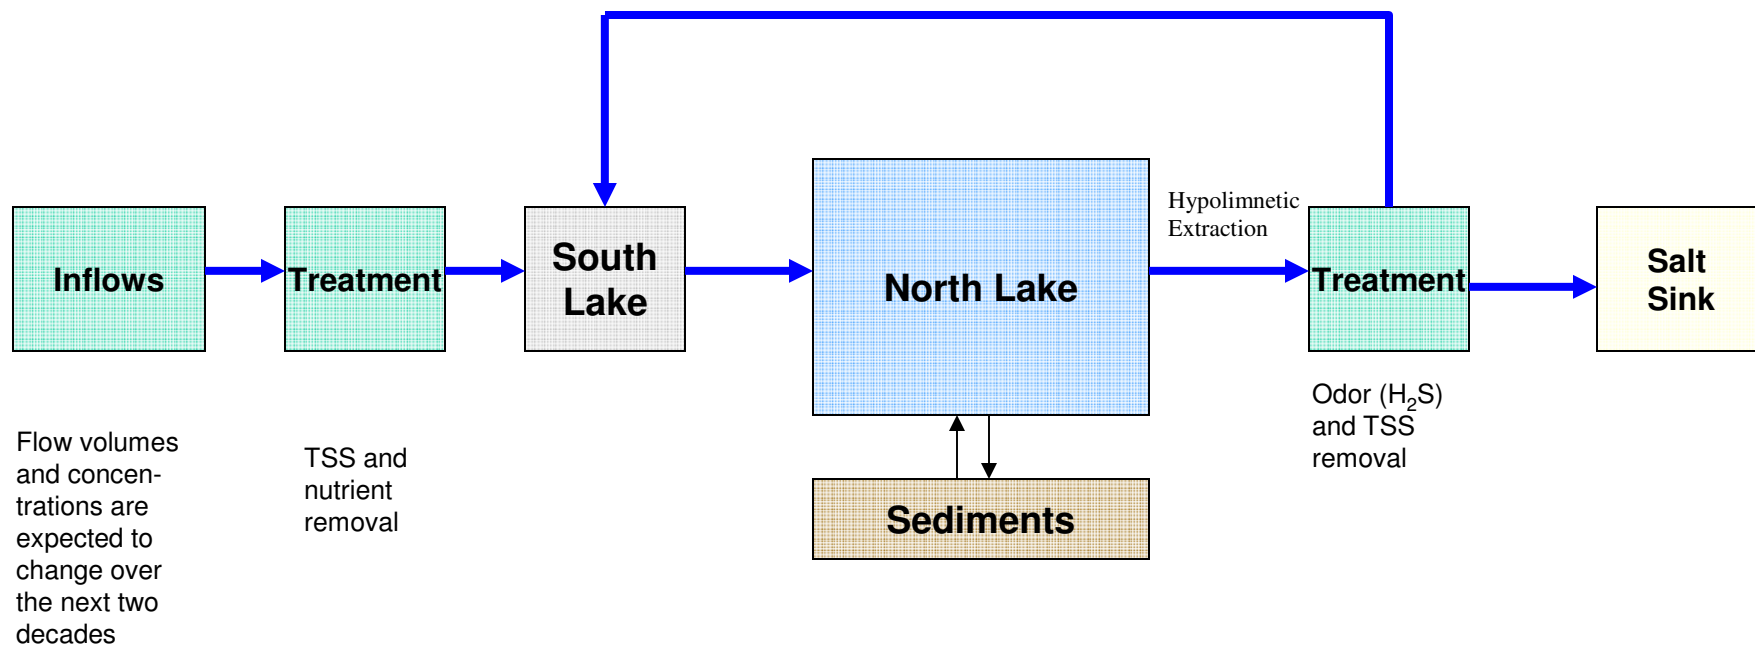 Hypolimnetic
Extraction
Inflows
Treatment
South
Lake
North Lake
Treatment
Salt
Sink
Sediments
Flow volumes
and concen-
trations are
expected to
change over
the next two
decades
TSS and
nutrient
removal
Odor (H₂S)
and TSS
removal